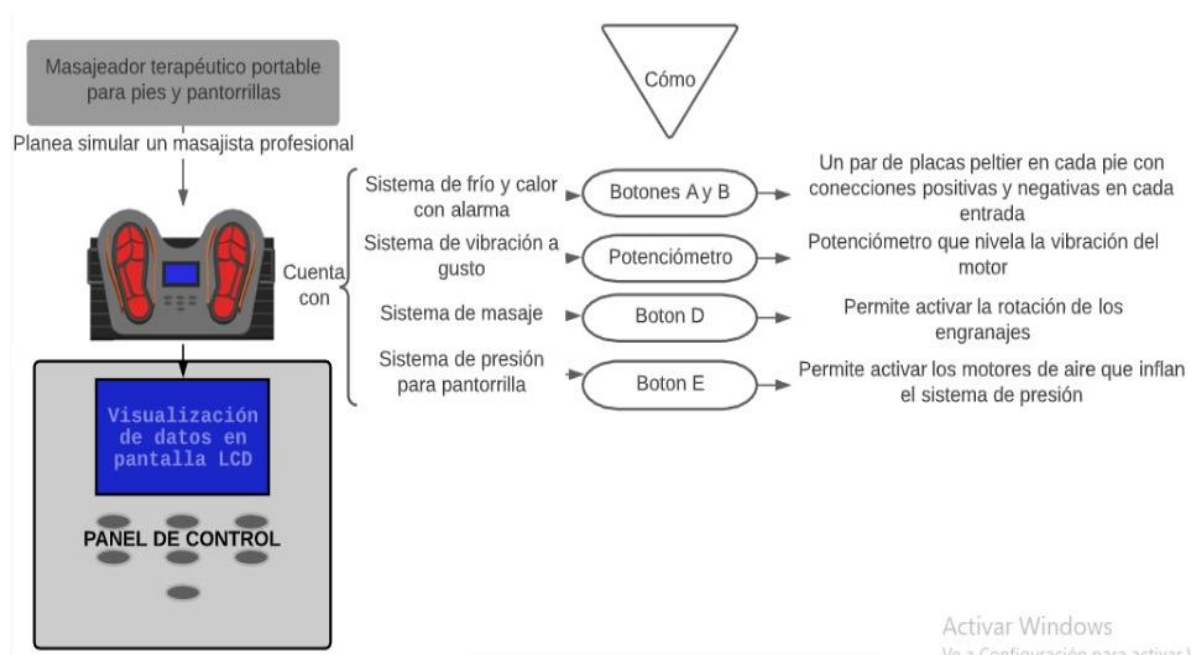 Masajeador terapéutico portable
para pies y pantorrillas
Planea simular un masajista profesional
Cuenta
con
Cómo
Sistema de frío y calor
con alarma
Botones A y B
Un par de placas peltier en cada pie con
conecciones positivas y negativas en cada
entrada
Sistema de vibración a
gusto
Potenciómetro
Potenciómetro que nivela la vibración del
motor
Sistema de masaje
Boton D
Permite activar la rotación de los
engranajes
Sistema de presión
para pantorrilla
Boton E
Permite activar los motores de aire que inflan
el sistema de presión
Visualización
de datos en
pantalla LCD
PANEL DE CONTROL
Activar Windows
Ve a Configuración para activar